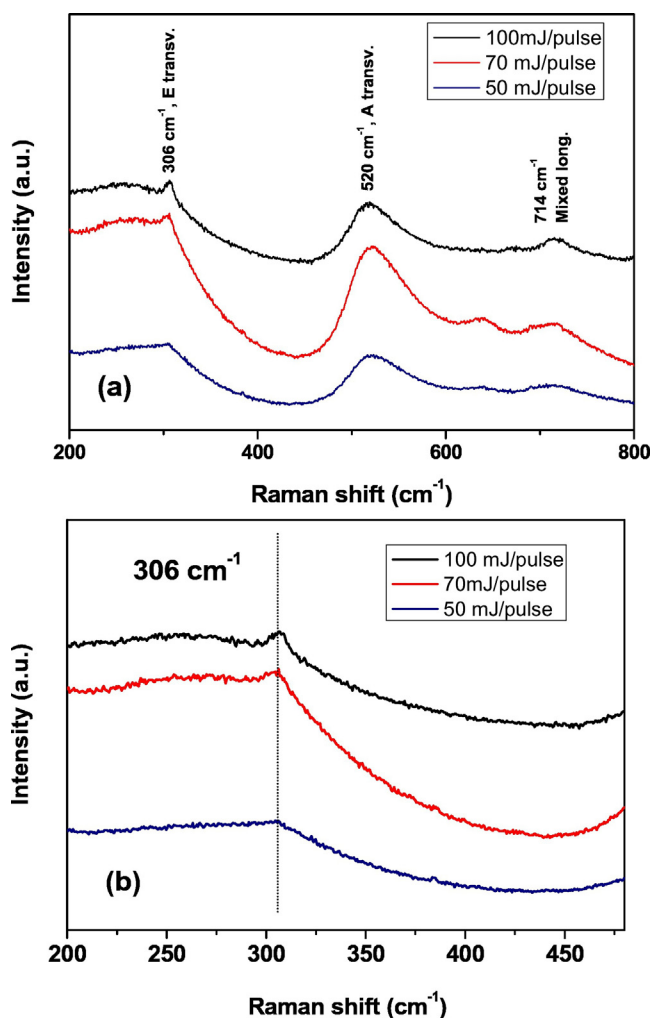 100mJ/pulse
70 mJ/pulse
50 mJ/pulse
306 cm⁻¹, E transv.
520 cm⁻¹, A transv.
714 cm⁻¹
Mixed long.
Intensity (a.u.)
(a)
200 400 600 800
Raman shift (cm⁻¹)
306 cm⁻¹
100 mJ/pulse
70mJ/pulse
50 mJ/pulse
Intensity (a.u.)
(b)
200 250 300 350 400 450
Raman shift (cm⁻¹)